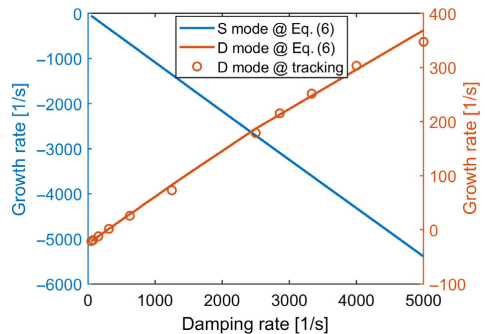 S mode @ Eq. (6)
D mode @ Eq. (6)
D mode @ tracking
Growth rate [1/s]
0
−1000
−2000
−3000
−4000
−5000
−6000
400
300
200
100
0
−100
Growth rate [1/s]
0 1000 2000 3000 4000 5000
Damping rate [1/s]